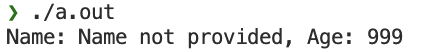 ❯ ./a.out
Name: Name not provided, Age: 999